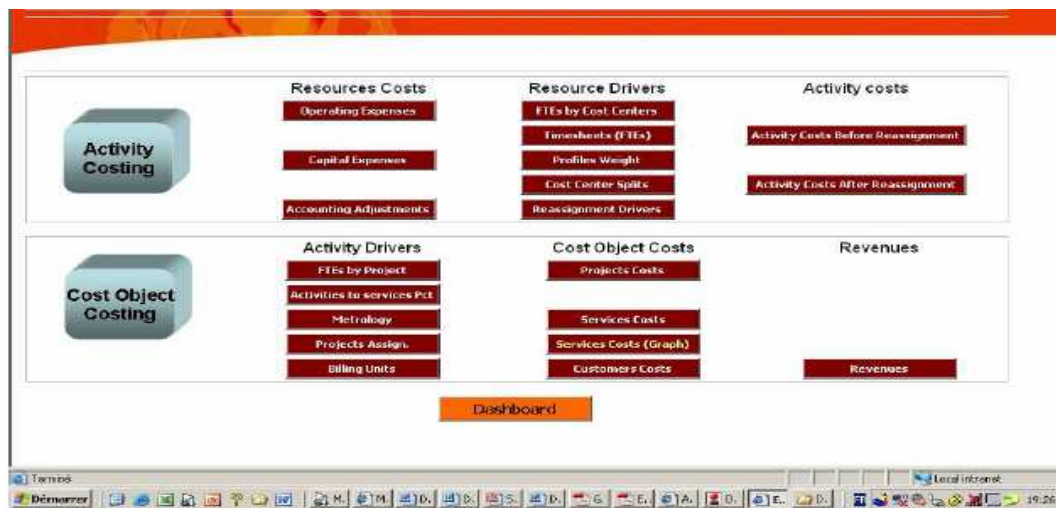 Resources Costs
Resource Drivers
Activity costs
Activity Costing
Operating Expenses
FTEs by Cost Centers
Timesheets (FTEs)
Activity Costs Before Reassignment
Capital Expenses
Profiles Weight
Cost Center Splits
Activity Costs After Reassignment
Accounting Adjustments
Reassignment Drivers
Activity Drivers
Cost Object Costs
Revenues
Cost Object Costing
FTEs by Project
Projects Costs
Activities to services Pct
Metrology
Services Costs
Projects Assign.
Services Costs (Graph)
Billing Units
Customers Costs
Revenues
Dashboard
Terminé
Local intranet
Démarrer
M.
M.
D.
D.
S.
D.
G.
E.
A.
D.
E..
D.
19:26